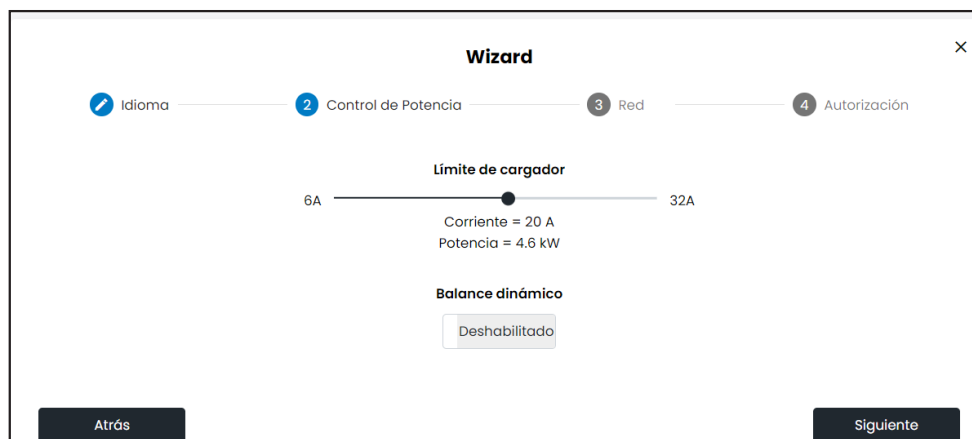 Wizard
Idioma
2 Control de Potencia
3 Red
4 Autorización
Límite de cargador
6A
32A
Corriente = 20 A
Potencia = 4.6 kW
Balance dinámico
Deshabilitado
Atrás
Siguiente